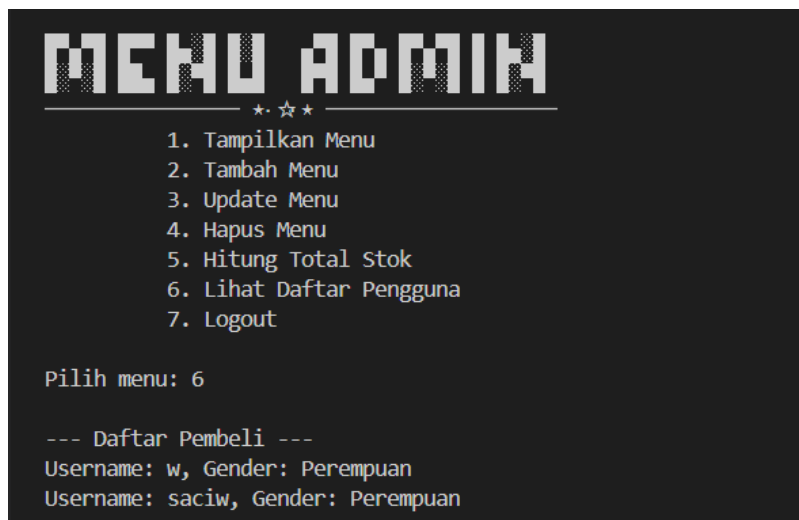 MENU ADMIN
1. Tampilkan Menu
2. Tambah Menu
3. Update Menu
4. Hapus Menu
5. Hitung Total Stok
6. Lihat Daftar Pengguna
7. Logout
Pilih menu: 6
--- Daftar Pembeli ---
Username: w, Gender: Perempuan
Username: saciw, Gender: Perempuan